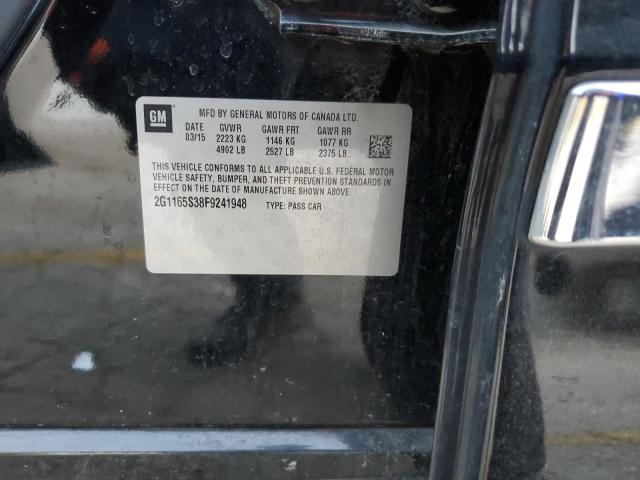 GM
MFD BY GENERAL MOTORS OF CANADA LTD.
DATE GVWR GAWR FRT GAWR RR
03/15 2223 KG 1146 KG 1077 KG
4902 LB 2527 LB 2375 LB
THIS VEHICLE CONFORMS TO ALL APPLICABLE U.S. FEDERAL MOTOR
VEHICLE SAFETY, BUMPER, AND THEFT PREVENTION STANDARDS IN
EFFECT ON THE DATE OF MANUFACTURE SHOWN ABOVE.
2G1165S38F9241948 TYPE: PASS CAR